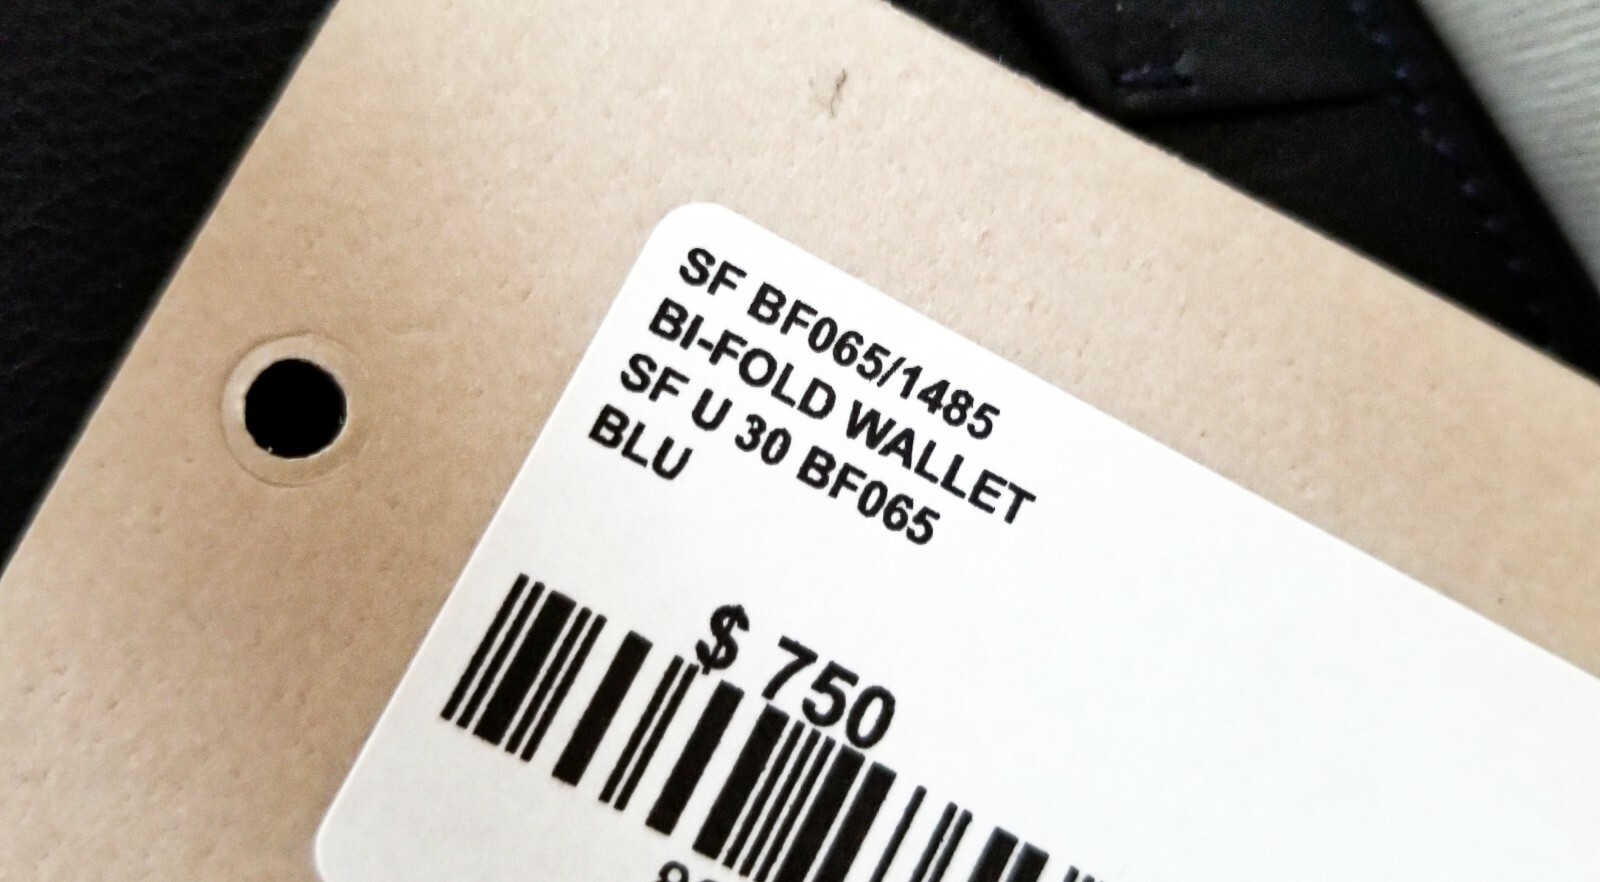 SF BF065/1485
BI-FOLD WALLET
SF U 30 BF065
BLU
$ 750